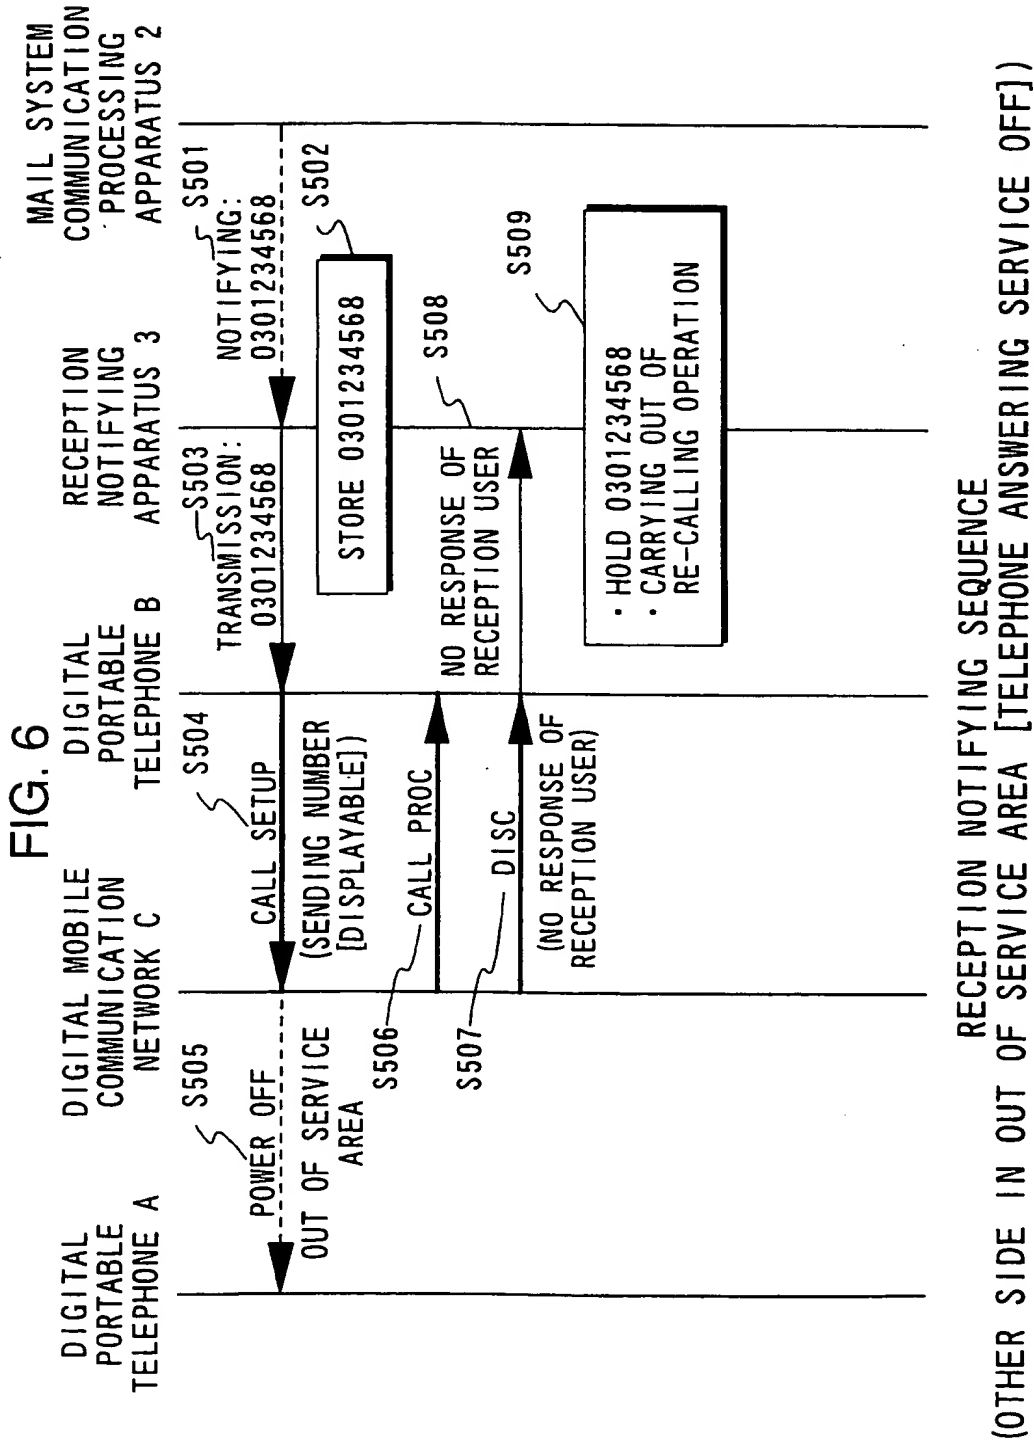 FIG. 6
DIGITAL
PORTABLE
TELEPHONE A
DIGITAL MOBILE
COMMUNICATION
NETWORK C
DIGITAL
PORTABLE
TELEPHONE B
RECEPTION
NOTIFYING
APPARATUS 3
MAIL SYSTEM
COMMUNICATION
PROCESSING
APPARATUS 2
S505
POWER OFF
OUT OF SERVICE
AREA
S504
CALL SETUP
(SENDING NUMBER
[DISPLAYABLE])
S503
TRANSMISSION:
0301234568
S501
NOTIFYING:
0301234568
S502
STORE 0301234568
S506
CALL PROC
S507
DISC
(NO RESPONSE OF
RECEPTION USER)
NO RESPONSE OF
RECEPTION USER
S508
S509
· HOLD 0301234568
· CARRYING OUT OF
RE-CALLING OPERATION
RECEPTION NOTIFYING SEQUENCE
(OTHER SIDE IN OUT OF SERVICE AREA [TELEPHONE ANSWERING SERVICE OFF])